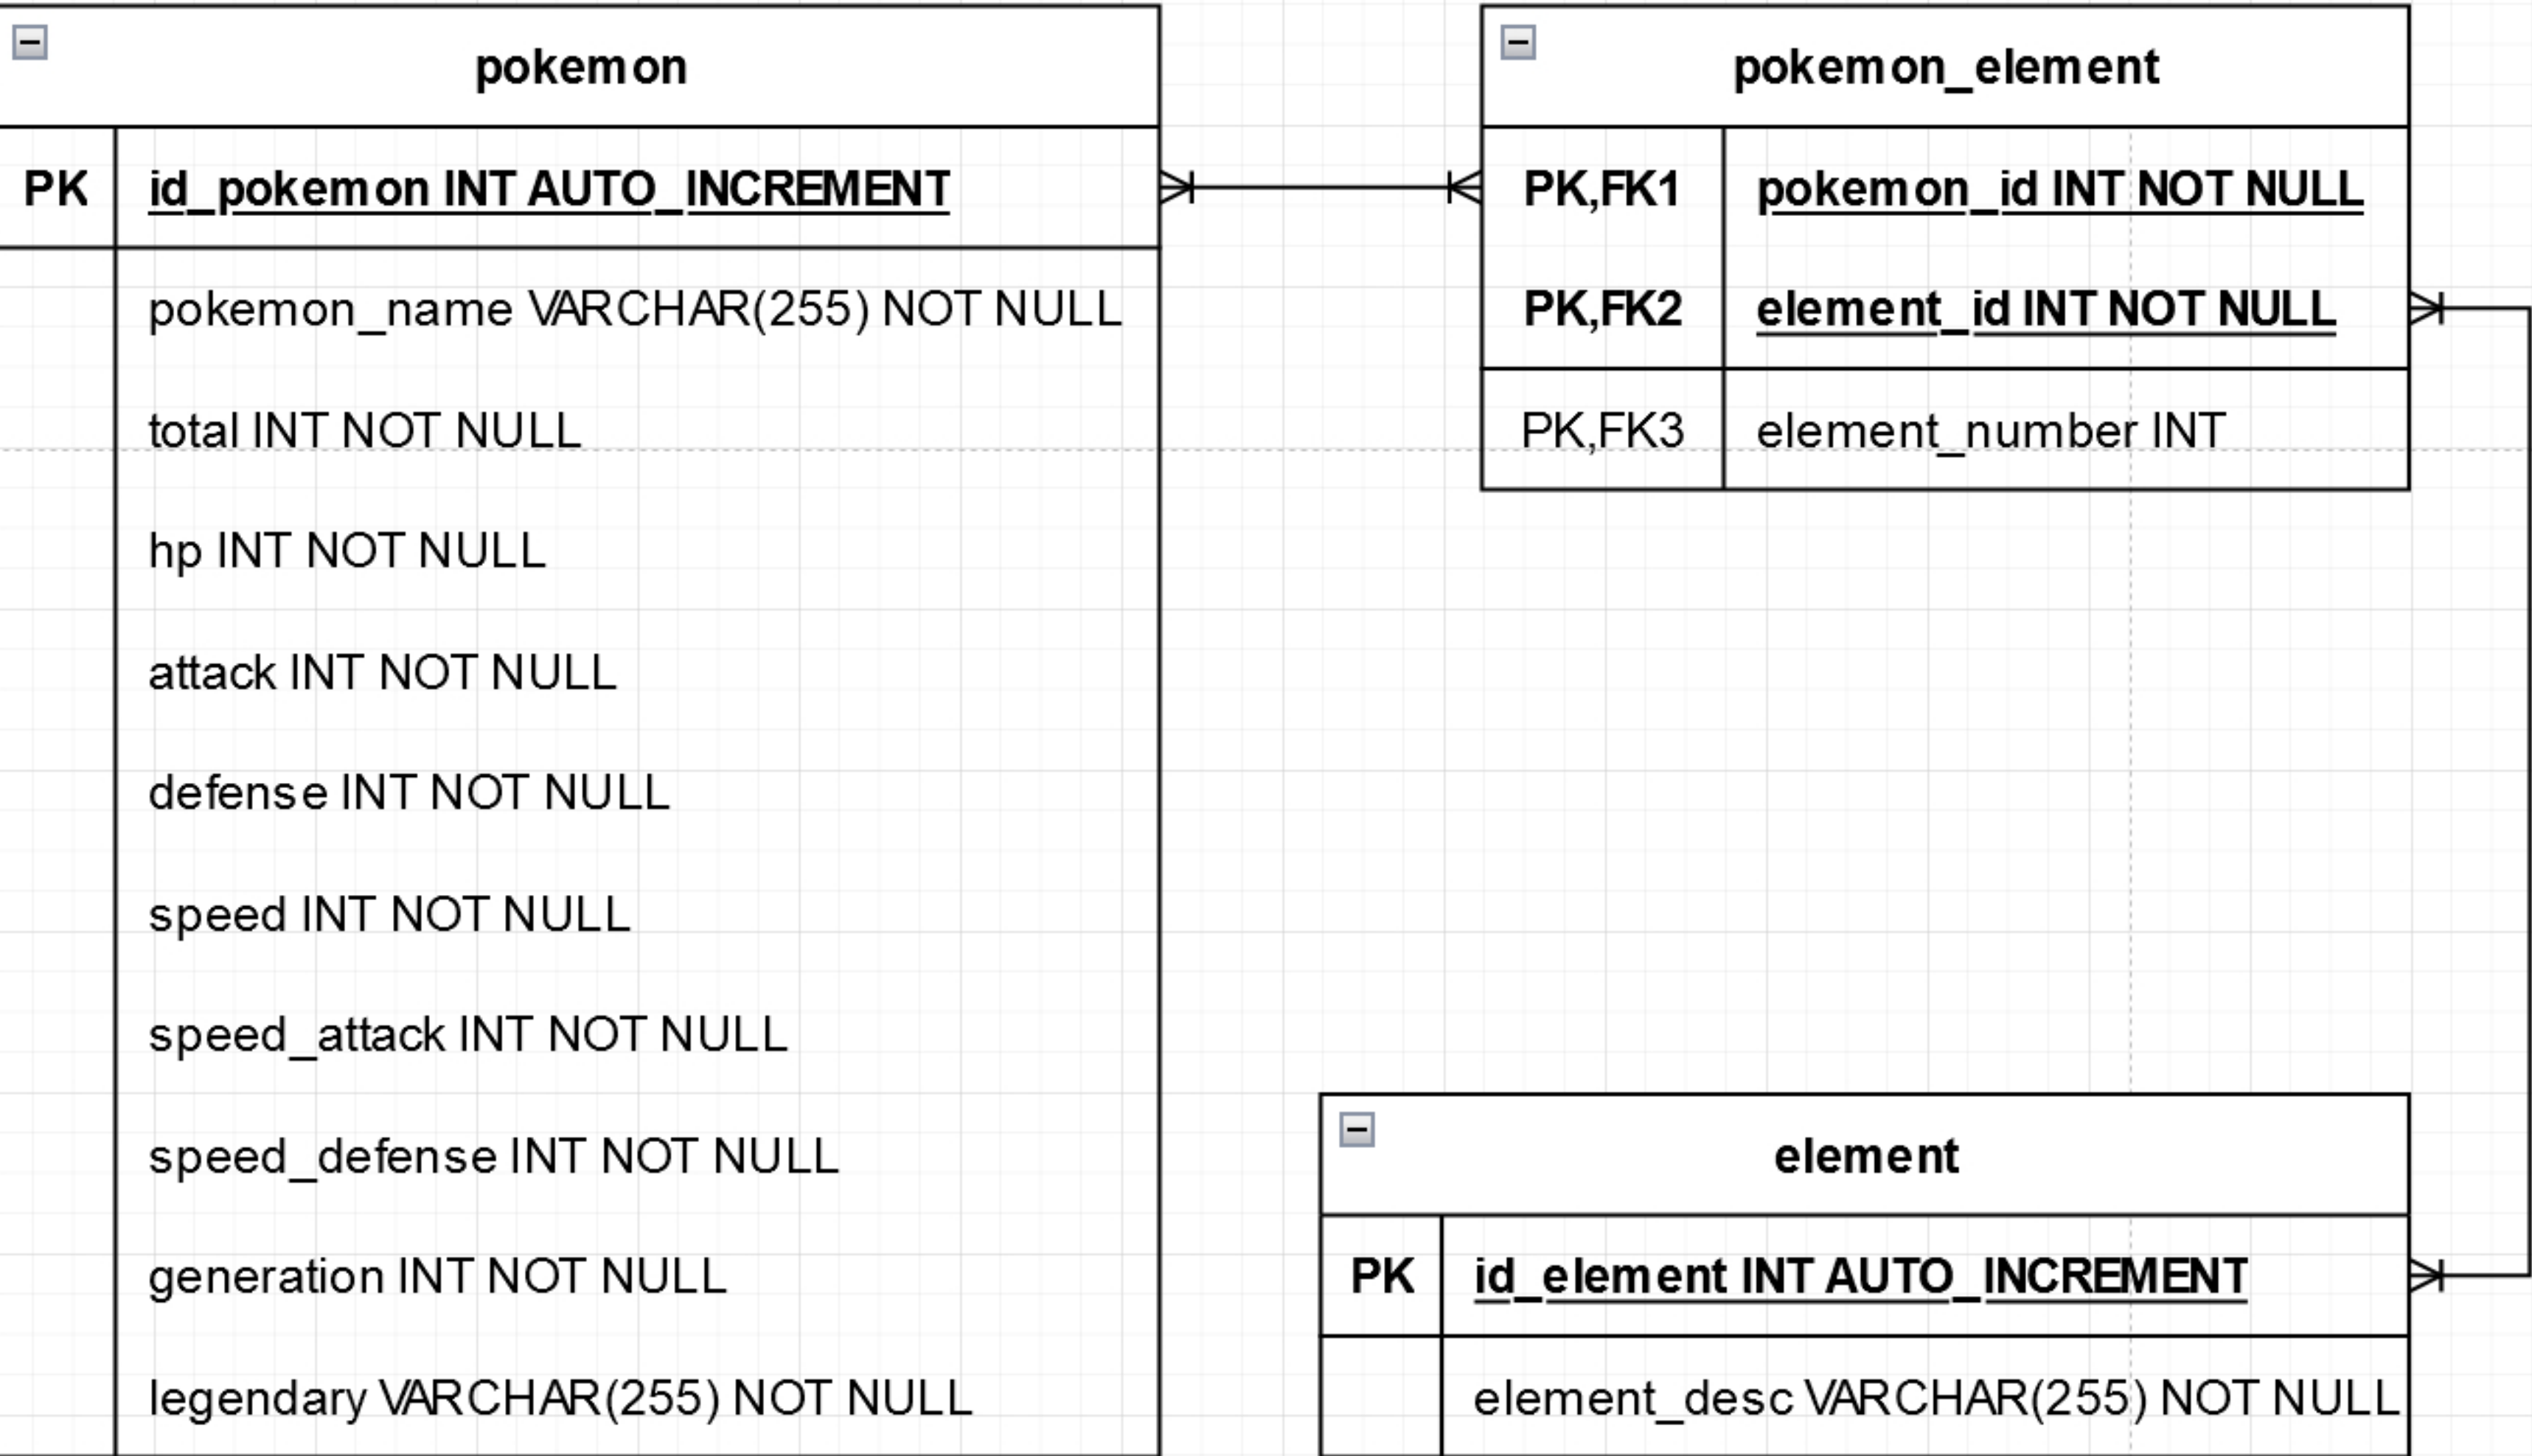 pokemon
PK id_pokemon INT AUTO_INCREMENT
pokemon_name VARCHAR(255) NOT NULL
total INT NOT NULL
hp INT NOT NULL
attack INT NOT NULL
defense INT NOT NULL
speed INT NOT NULL
speed_attack INT NOT NULL
speed_defense INT NOT NULL
generation INT NOT NULL
legendary VARCHAR(255) NOT NULL
pokemon_element
PK,FK1 pokemon_id INT NOT NULL
PK,FK2 element_id INT NOT NULL
PK,FK3 element_number INT
element
PK id_element INT AUTO_INCREMENT
element_desc VARCHAR(255) NOT NULL